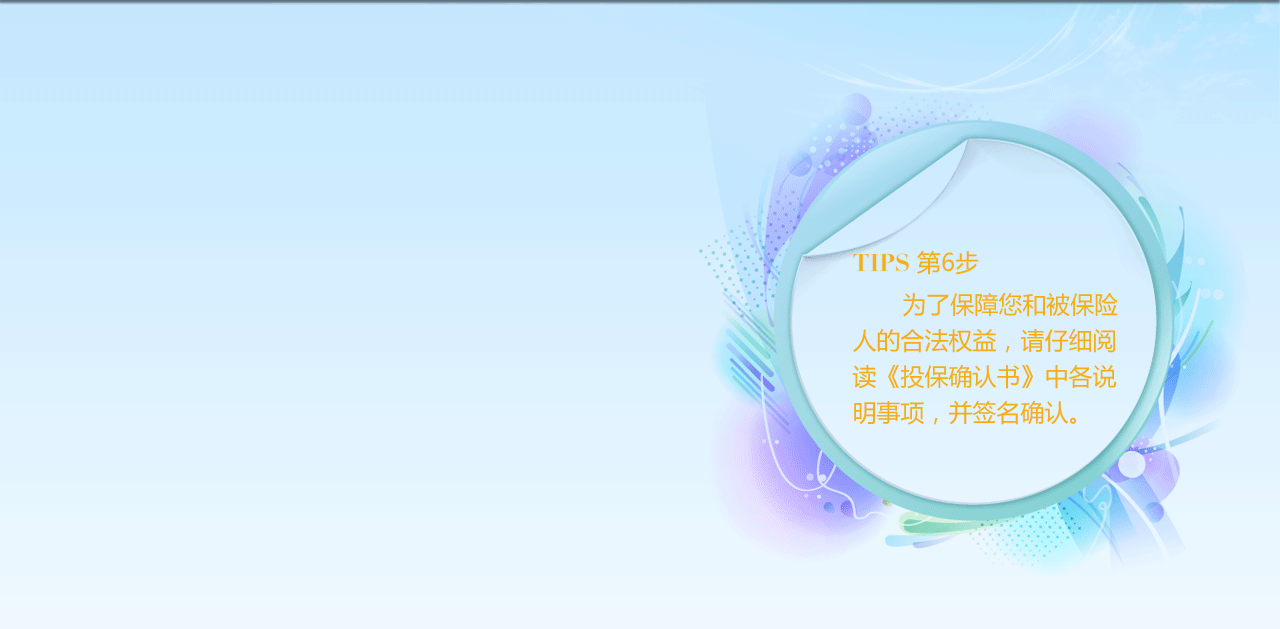 TIPS 第6步
为了保障您和被保险
人的合法权益，请仔细阅
读《投保确认书》中各说
明事项，并签名确认。